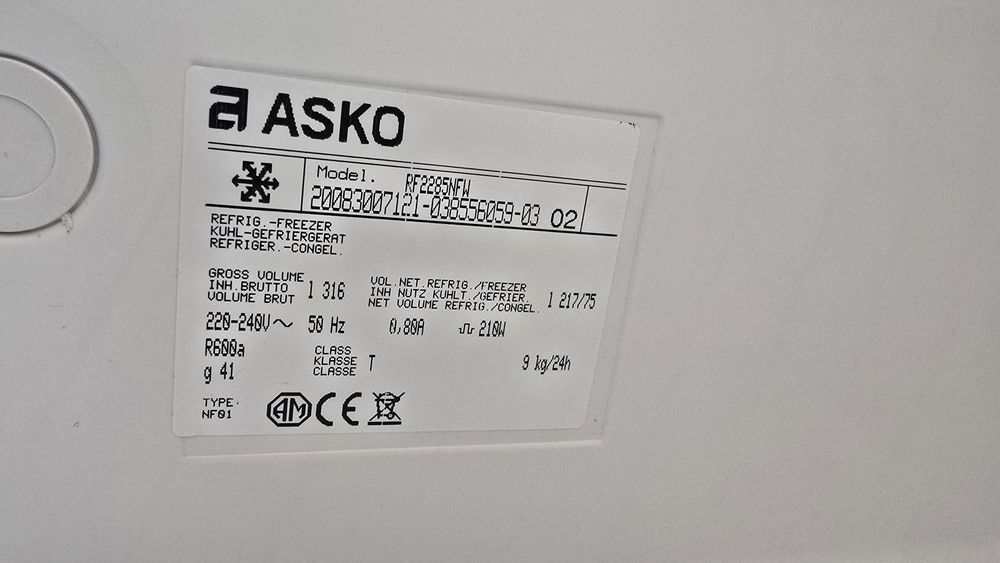 a ASKO
Model. RF2285NFW
20083007121-038556059-03 02
REFRIG.-FREEZER
KUHL-GEFRIERGERAT
REFRIGER.-CONGEL.
GROSS VOLUME
INH.BRUTTO
VOLUME BRUT
l 316
VOL.NET.REFRIG./FREEZER
INH NUTZ KUHLT./GEFRIER.
NET VOLUME REFRIG./CONGEL.
l 217/75
220-240V~ 50 Hz 0,80A 210W
R600a
g 41
CLASS
KLASSE
CLASSE
T
9 kg/24h
TYPE:
NF01
AM CE